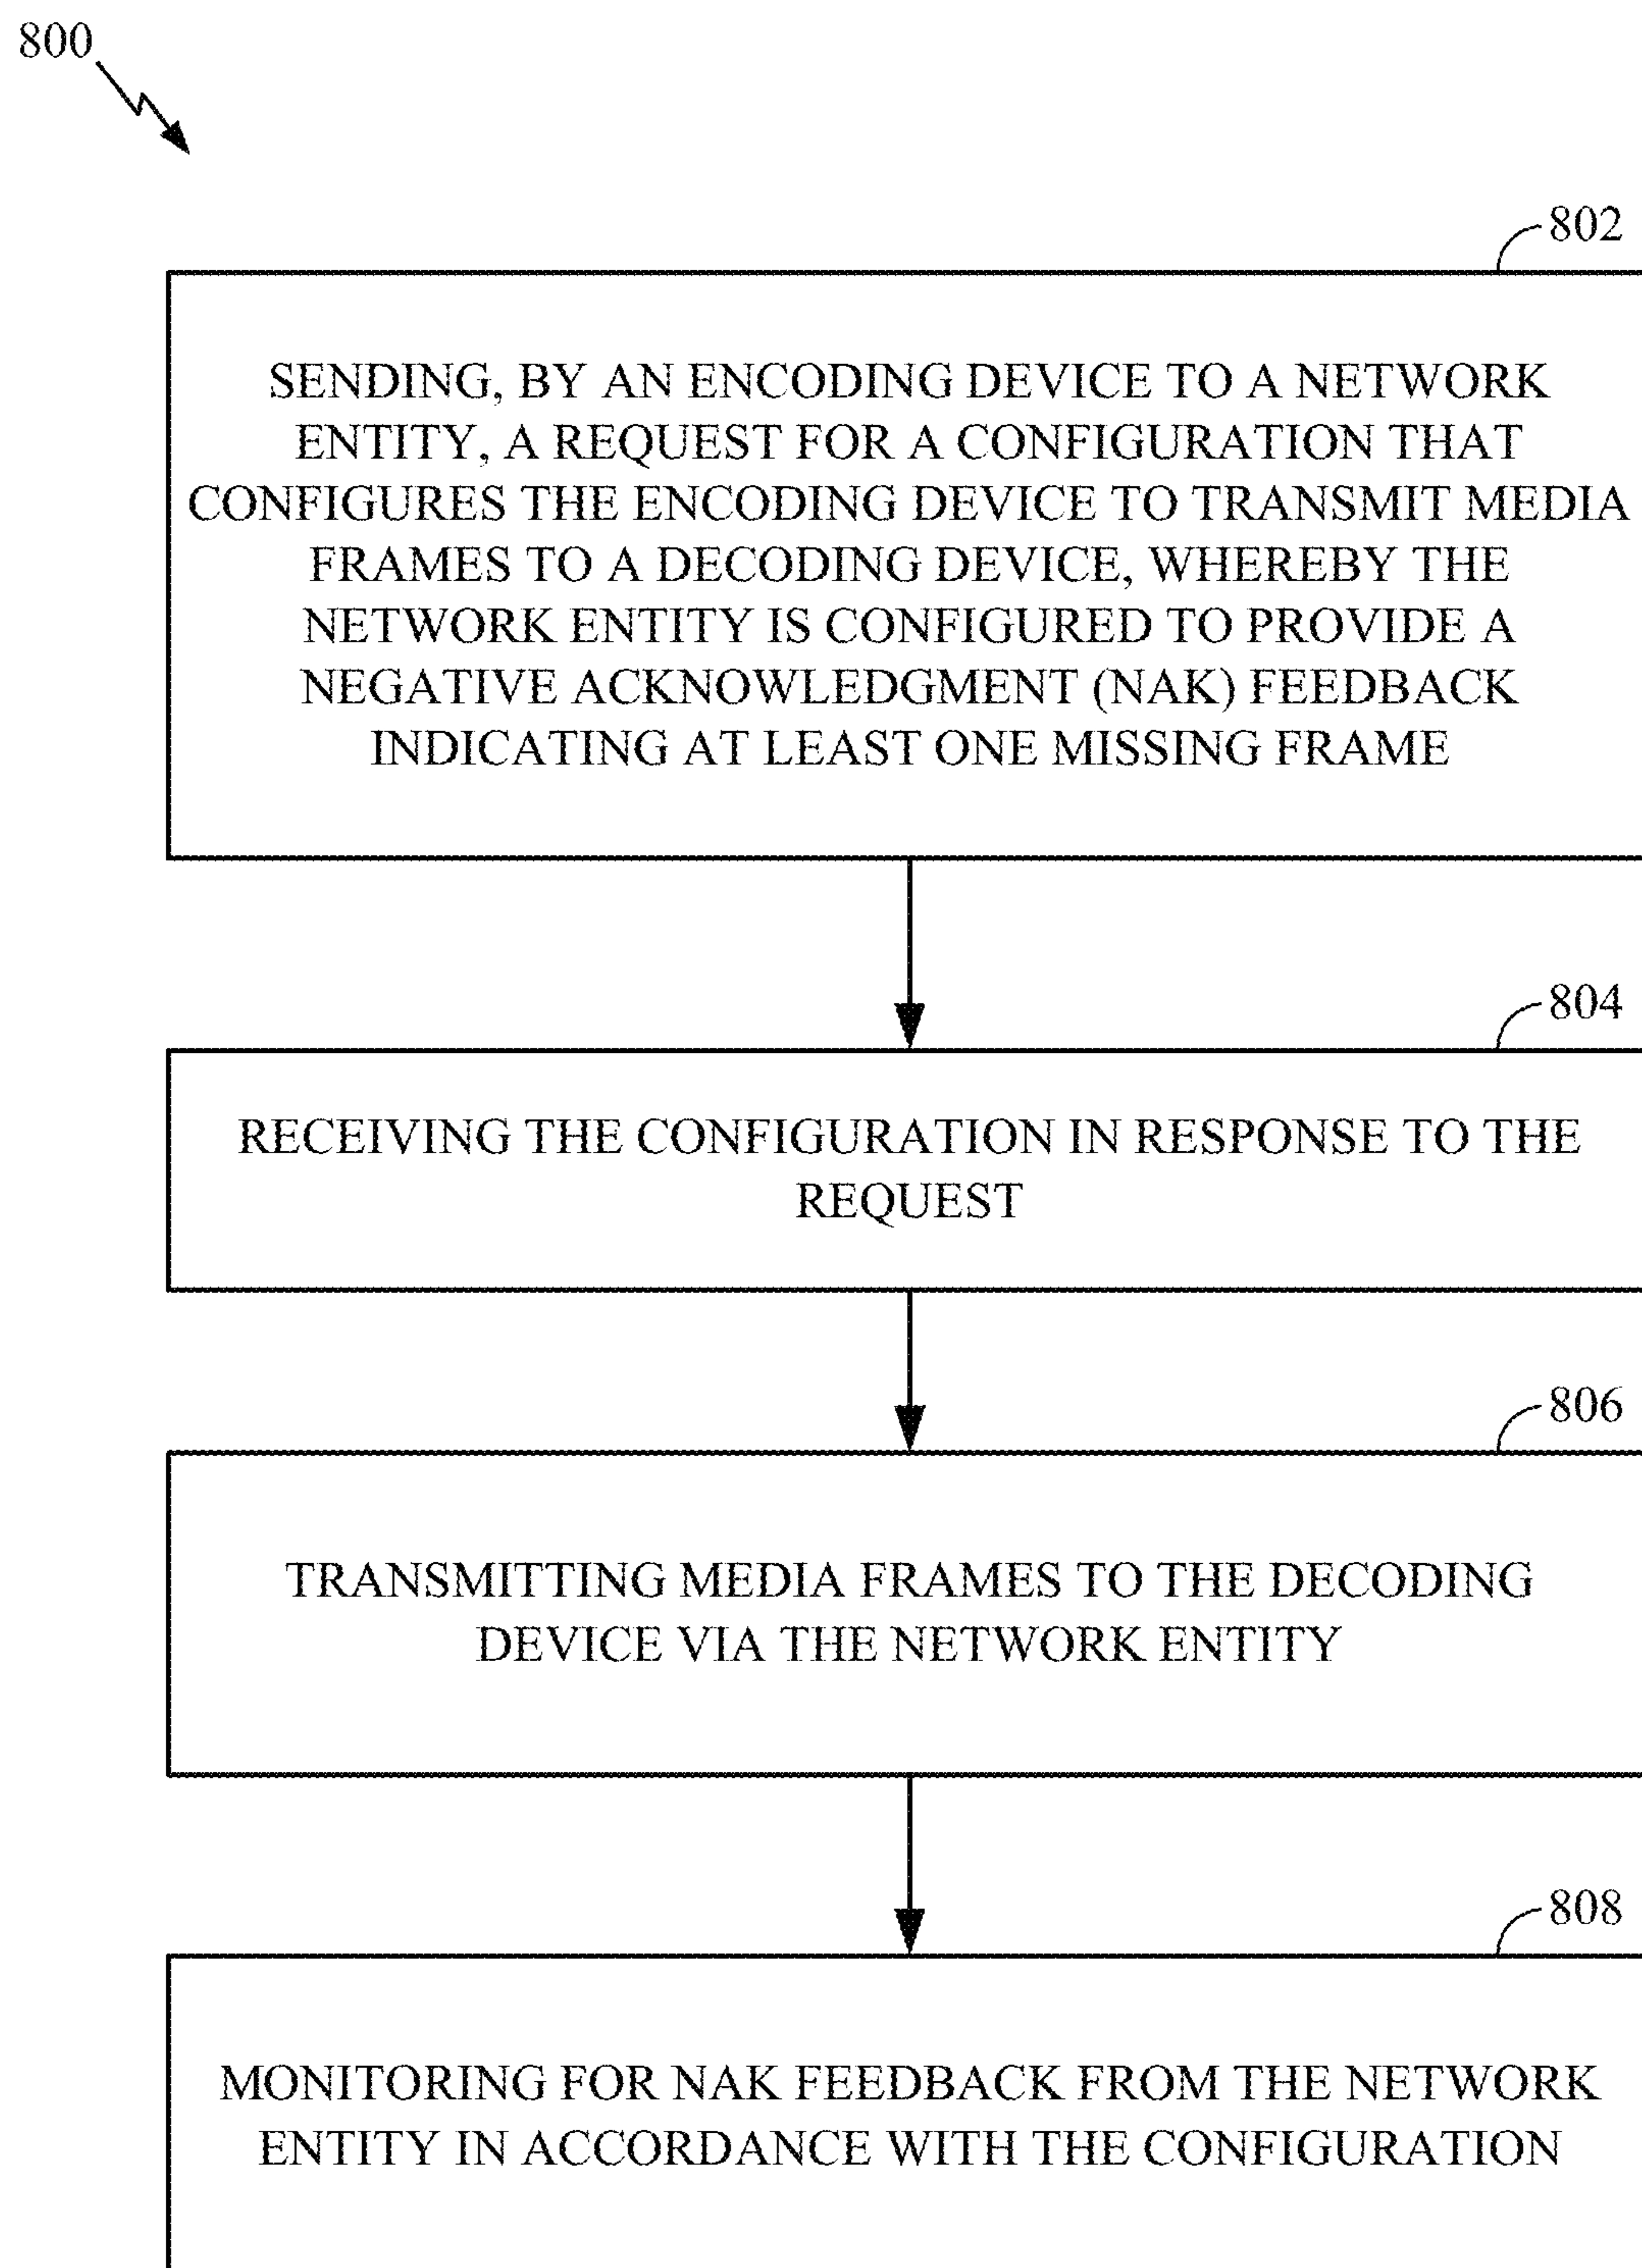 800
802
SENDING, BY AN ENCODING DEVICE TO A NETWORK
ENTITY, A REQUEST FOR A CONFIGURATION THAT
CONFIGURES THE ENCODING DEVICE TO TRANSMIT MEDIA
FRAMES TO A DECODING DEVICE, WHEREBY THE
NETWORK ENTITY IS CONFIGURED TO PROVIDE A
NEGATIVE ACKNOWLEDGMENT (NAK) FEEDBACK
INDICATING AT LEAST ONE MISSING FRAME
804
RECEIVING THE CONFIGURATION IN RESPONSE TO THE
REQUEST
806
TRANSMITTING MEDIA FRAMES TO THE DECODING
DEVICE VIA THE NETWORK ENTITY
808
MONITORING FOR NAK FEEDBACK FROM THE NETWORK
ENTITY IN ACCORDANCE WITH THE CONFIGURATION